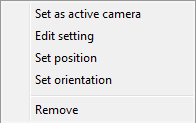 Set as active camera
Edit setting
Set position
Set orientation
Remove